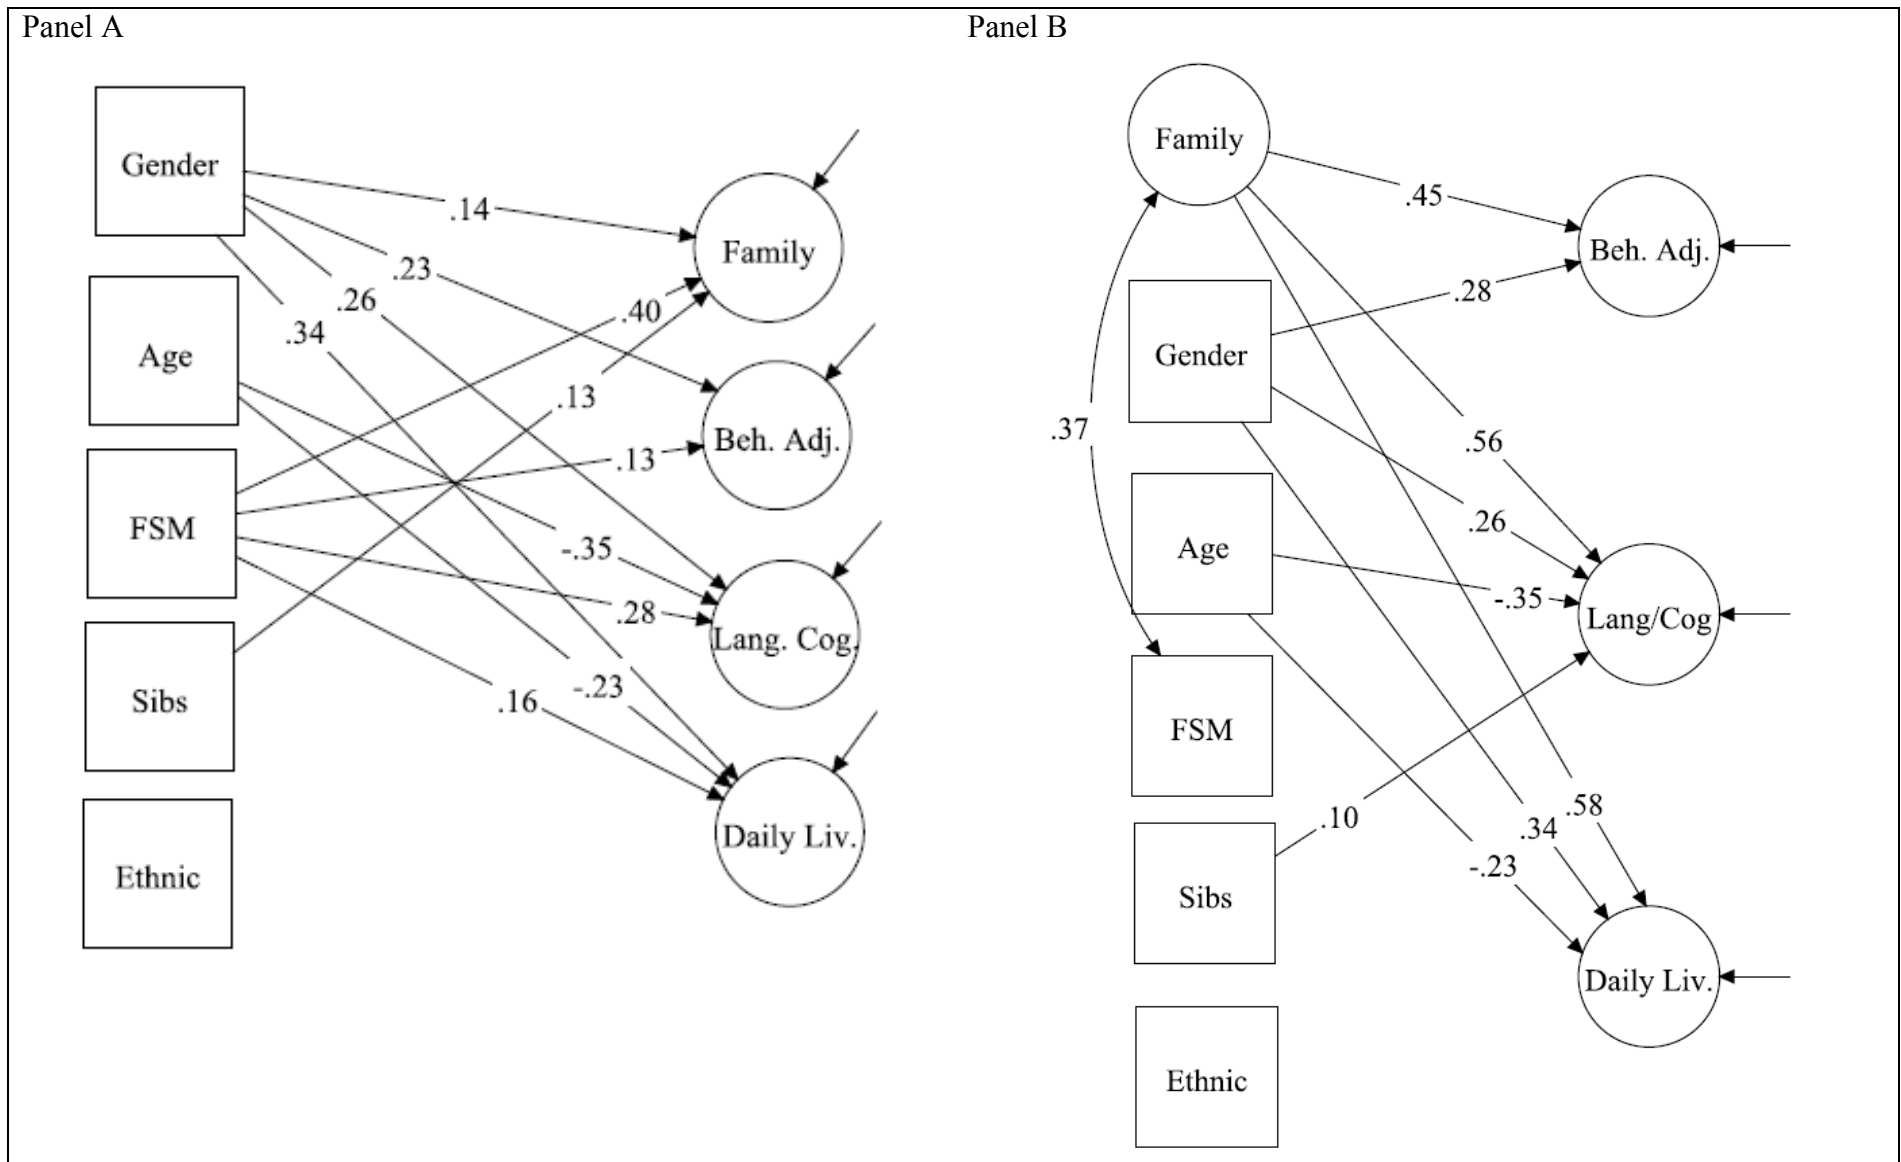 Panel A
Gender
Age
FSM
Sibs
Ethnic
.14
.23
.26
.34
.40
.13
.13
-.35
.28
-.23
.16
Family
Beh. Adj.
Lang. Cog.
Daily Liv.
Panel B
Family
Gender
Age
FSM
Sibs
Ethnic
.37
.45
.28
.56
.26
-.35
.10
.58
.34
-.23
Beh. Adj.
Lang/Cog
Daily Liv.